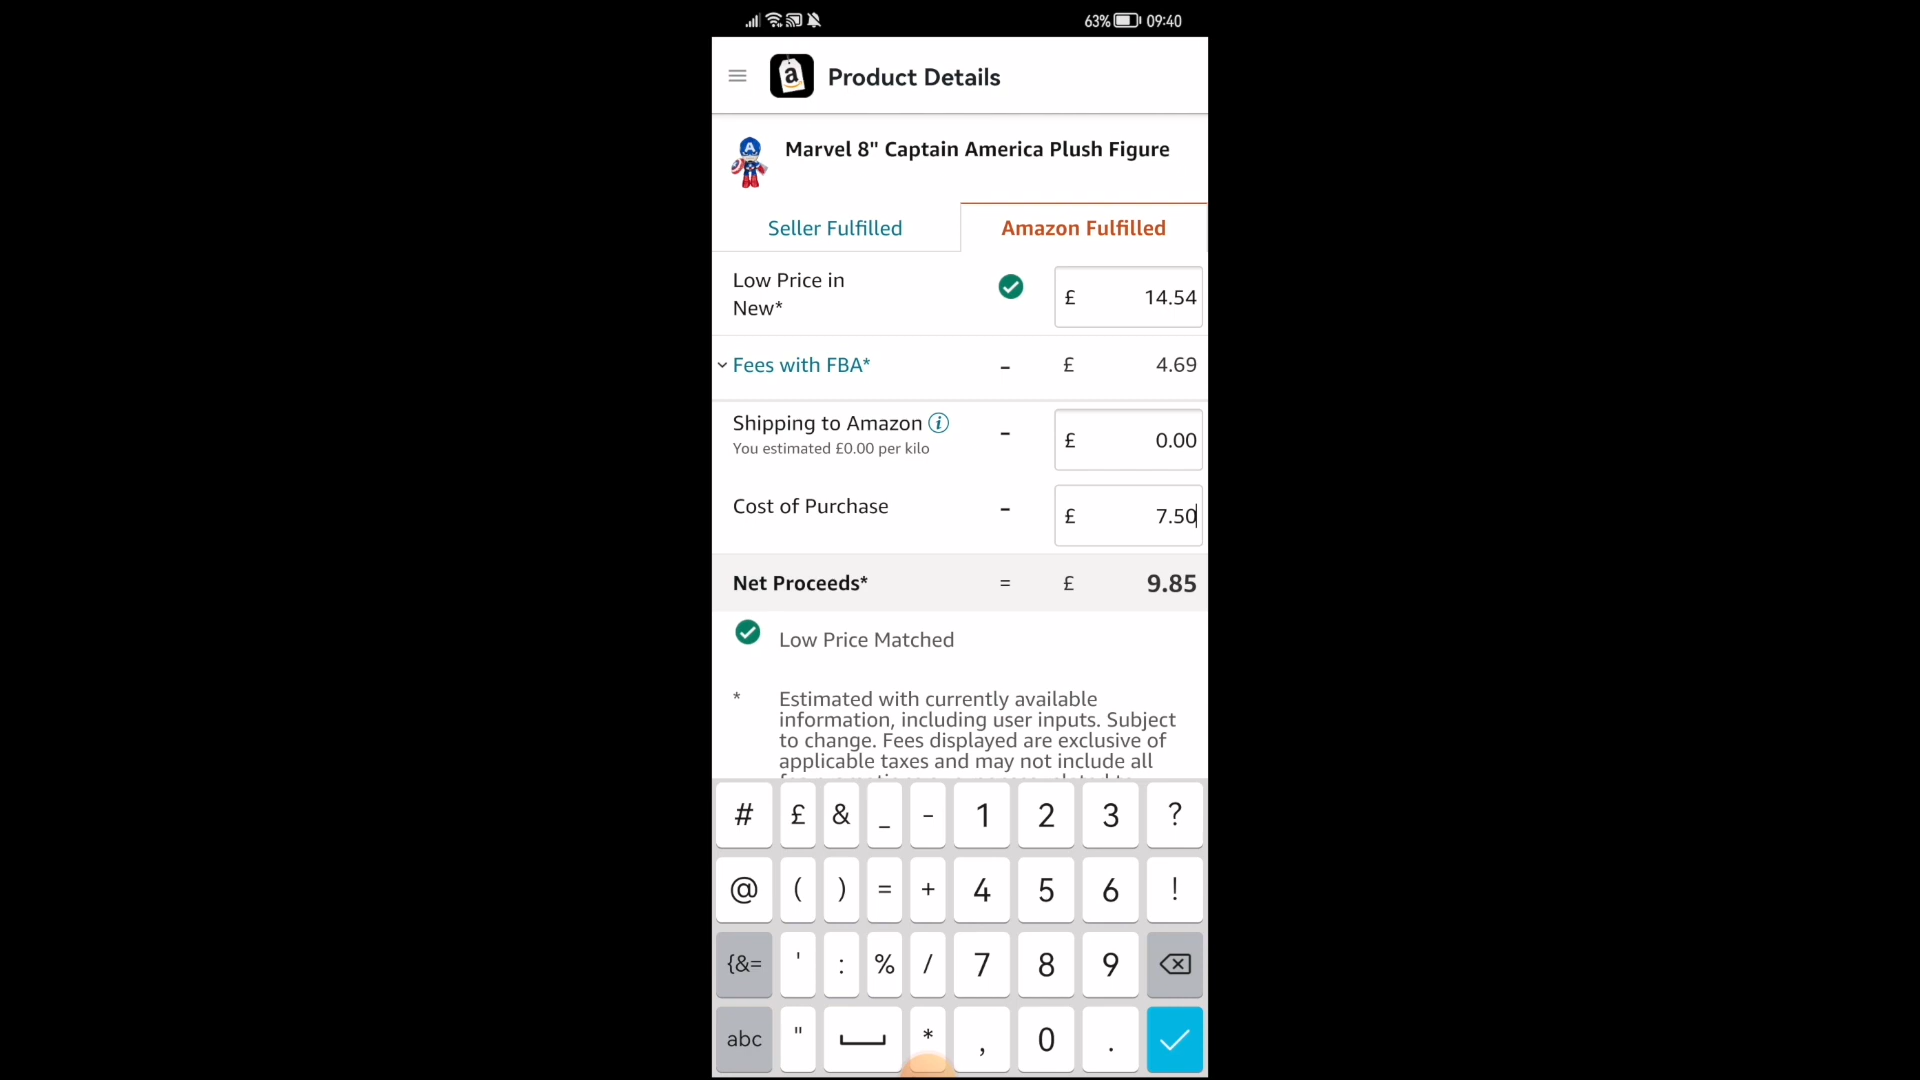 63% 09:40
a Product Details
Marvel 8" Captain America Plush Figure
Seller Fulfilled Amazon Fulfilled
Low Price in
New*
£ 14.54
Fees with FBA* - £ 4.69
Shipping to Amazon i - £ 0.00
You estimated £0.00 per kilo
Cost of Purchase - £ 7.50
Net Proceeds* = £ 9.85
Low Price Matched
* Estimated with currently available
information, including user inputs. Subject
to change. Fees displayed are exclusive of
applicable taxes and may not include all
# £ & _ - 1 2 3 ?
@ ( ) = + 4 5 6 !
{&= ' : % / 7 8 9
abc " * , 0 .